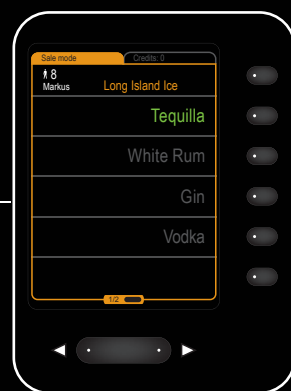 Sale mode Credits: 0
8
Markus Long Island Ice
Tequilla
White Rum
Gin
Vodka
1/2